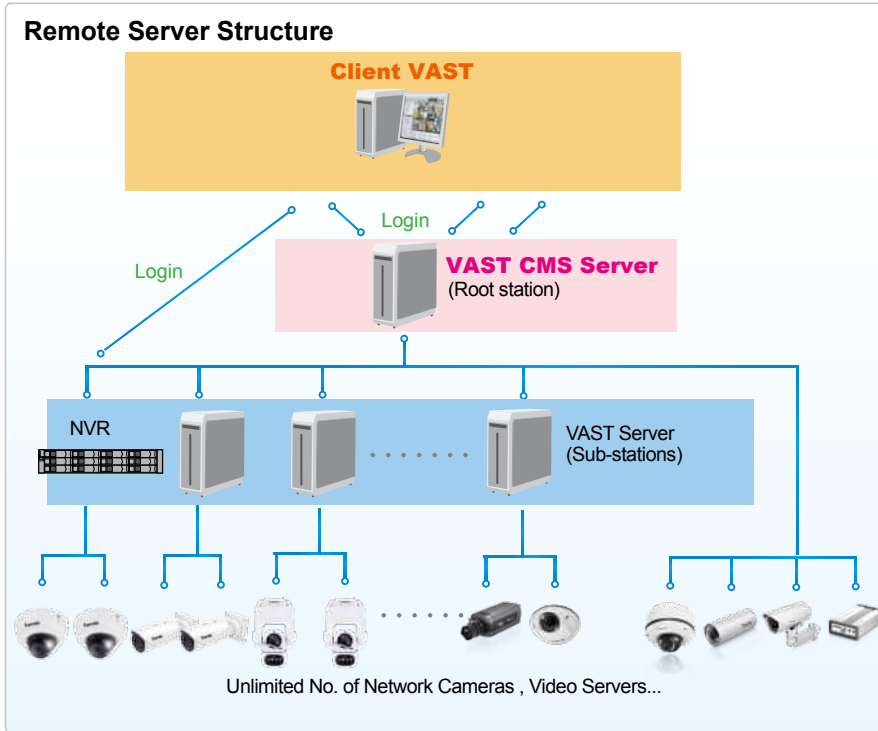 Remote Server Structure
Client VAST
Login
Login
VAST CMS Server
(Root station)
NVR
VAST Server
(Sub-stations)
Unlimited No. of Network Cameras , Video Servers...